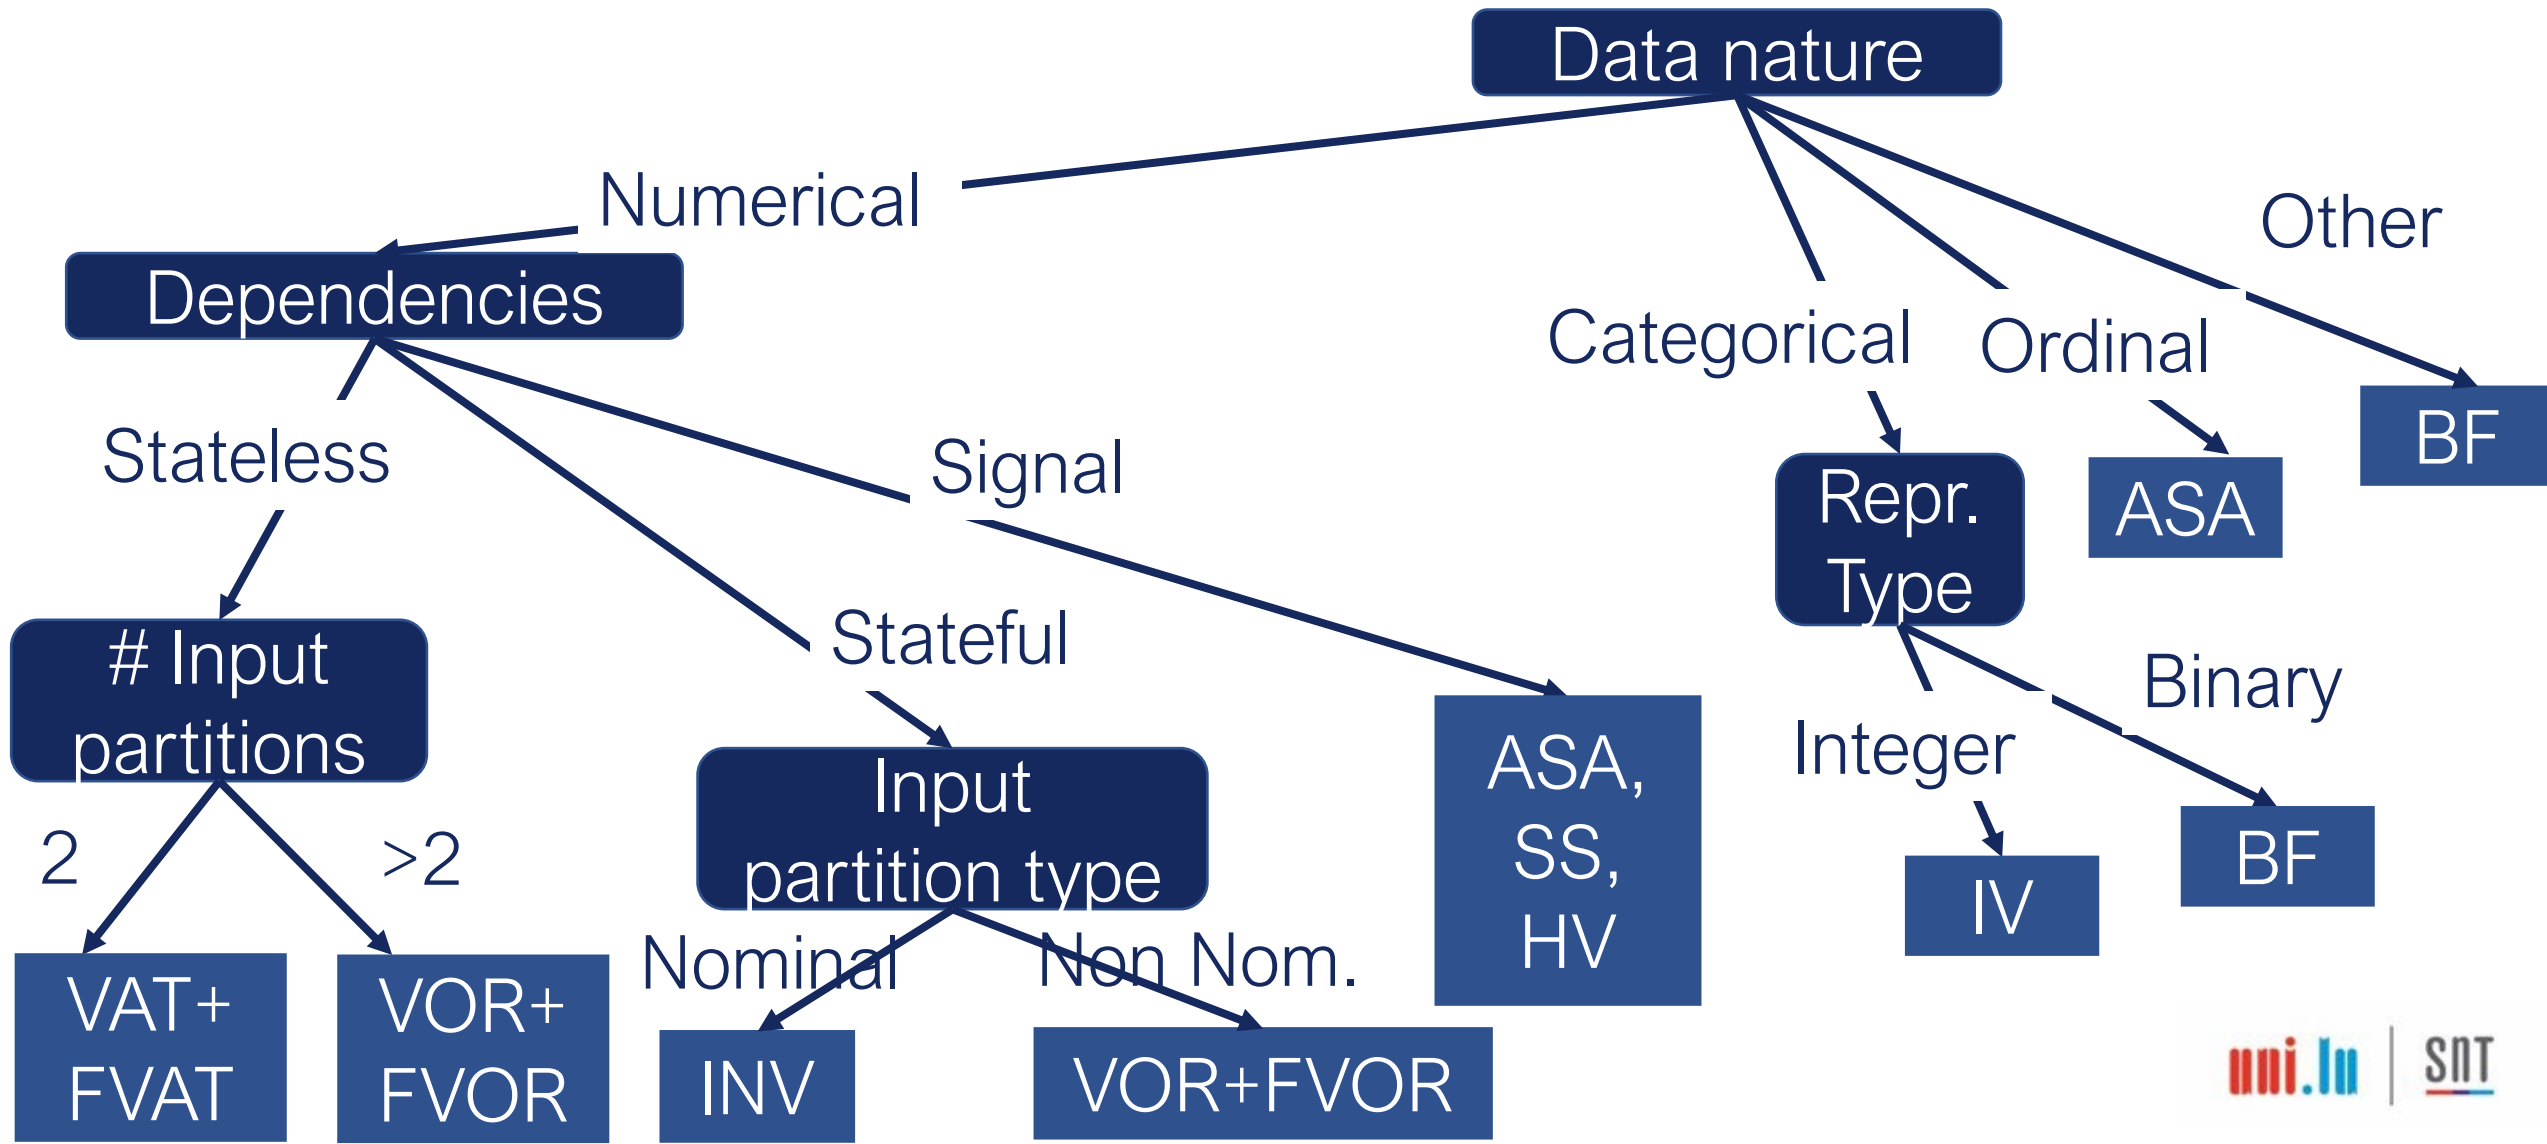 Data nature
Numerical
Other
Dependencies
Categorical
Ordinal
BF
Stateless
Signal
Repr.
Type
ASA
Stateful
# Input
partitions
Binary
Integer
Input
partition type
ASA,
SS,
HV
2
>2
BF
IV
Nominal
Non Nom.
VAT+
FVAT
VOR+
FVOR
INV
VOR+FVOR
uni.lu
SNT